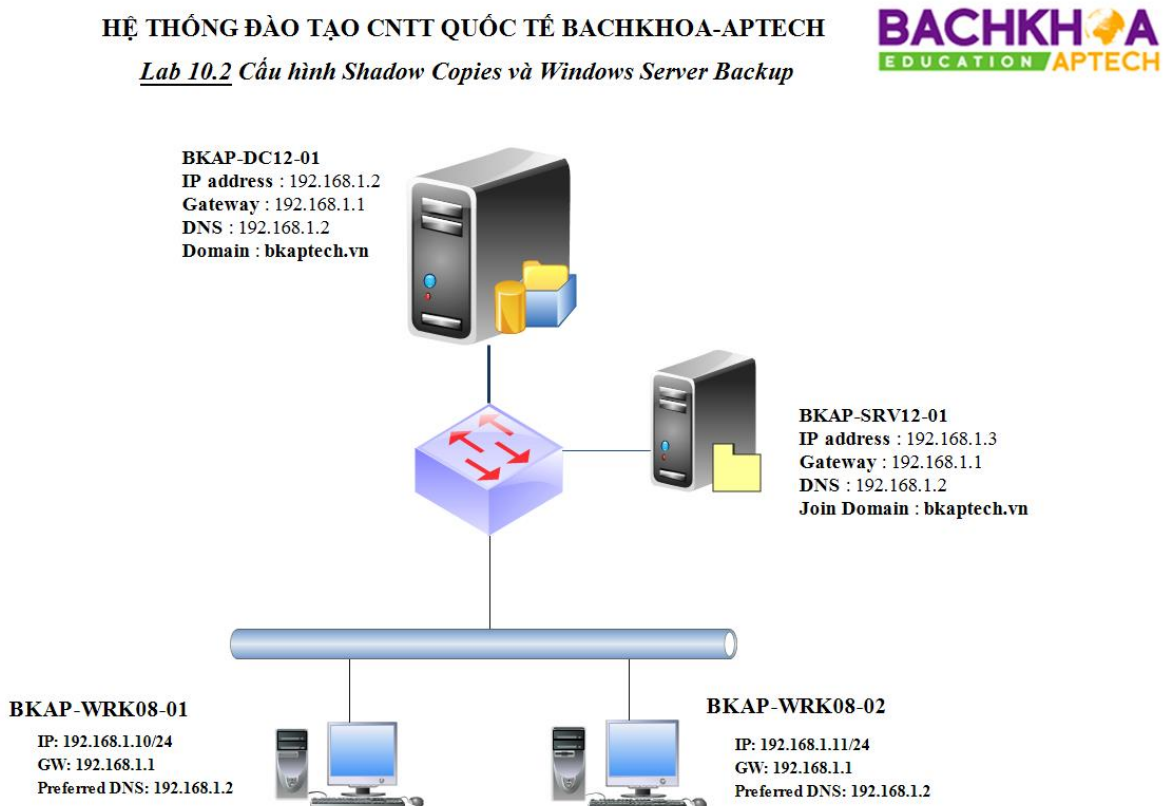 HỆ THỐNG ĐÀO TẠO CNTT QUỐC TẾ BACHKHOA-APTECH
BACHKHOA
EDUCATION APTECH
Lab 10.2 Cấu hình Shadow Copies và Windows Server Backup
BKAP-DC12-01
IP address : 192.168.1.2
Gateway : 192.168.1.1
DNS : 192.168.1.2
Domain : bkaptech.vn
BKAP-SRV12-01
IP address : 192.168.1.3
Gateway : 192.168.1.1
DNS : 192.168.1.2
Join Domain : bkaptech.vn
BKAP-WRK08-01
IP: 192.168.1.10/24
GW: 192.168.1.1
Preferred DNS: 192.168.1.2
BKAP-WRK08-02
IP: 192.168.1.11/24
GW: 192.168.1.1
Preferred DNS: 192.168.1.2